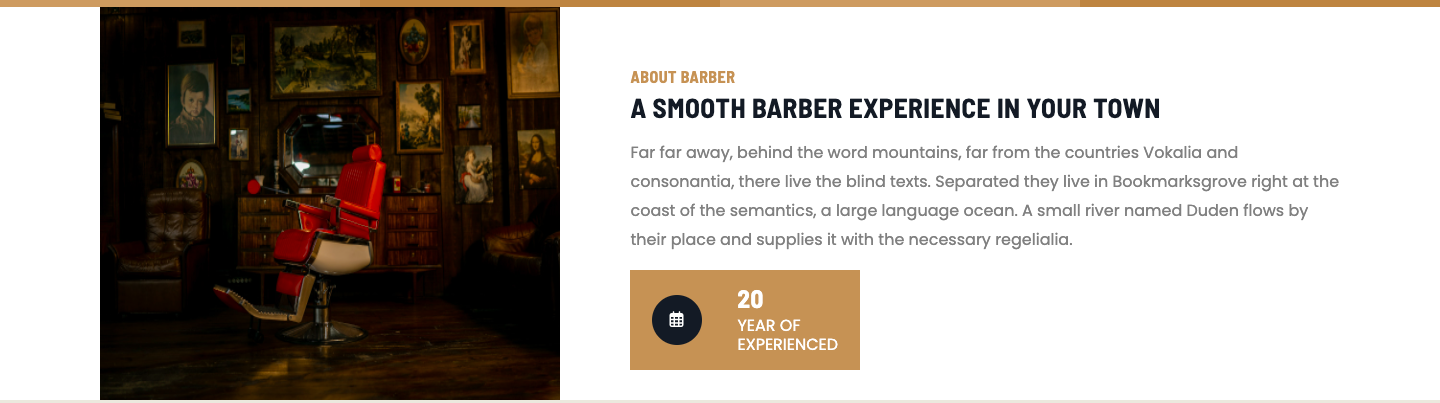 ABOUT BARBER
A SMOOTH BARBER EXPERIENCE IN YOUR TOWN
Far far away, behind the word mountains, far from the countries Vokalia and
consonantia, there live the blind texts. Separated they live in Bookmarksgrove right at the
coast of the semantics, a large language ocean. A small river named Duden flows by
their place and supplies it with the necessary regelialia.
20
YEAR OF
EXPERIENCED